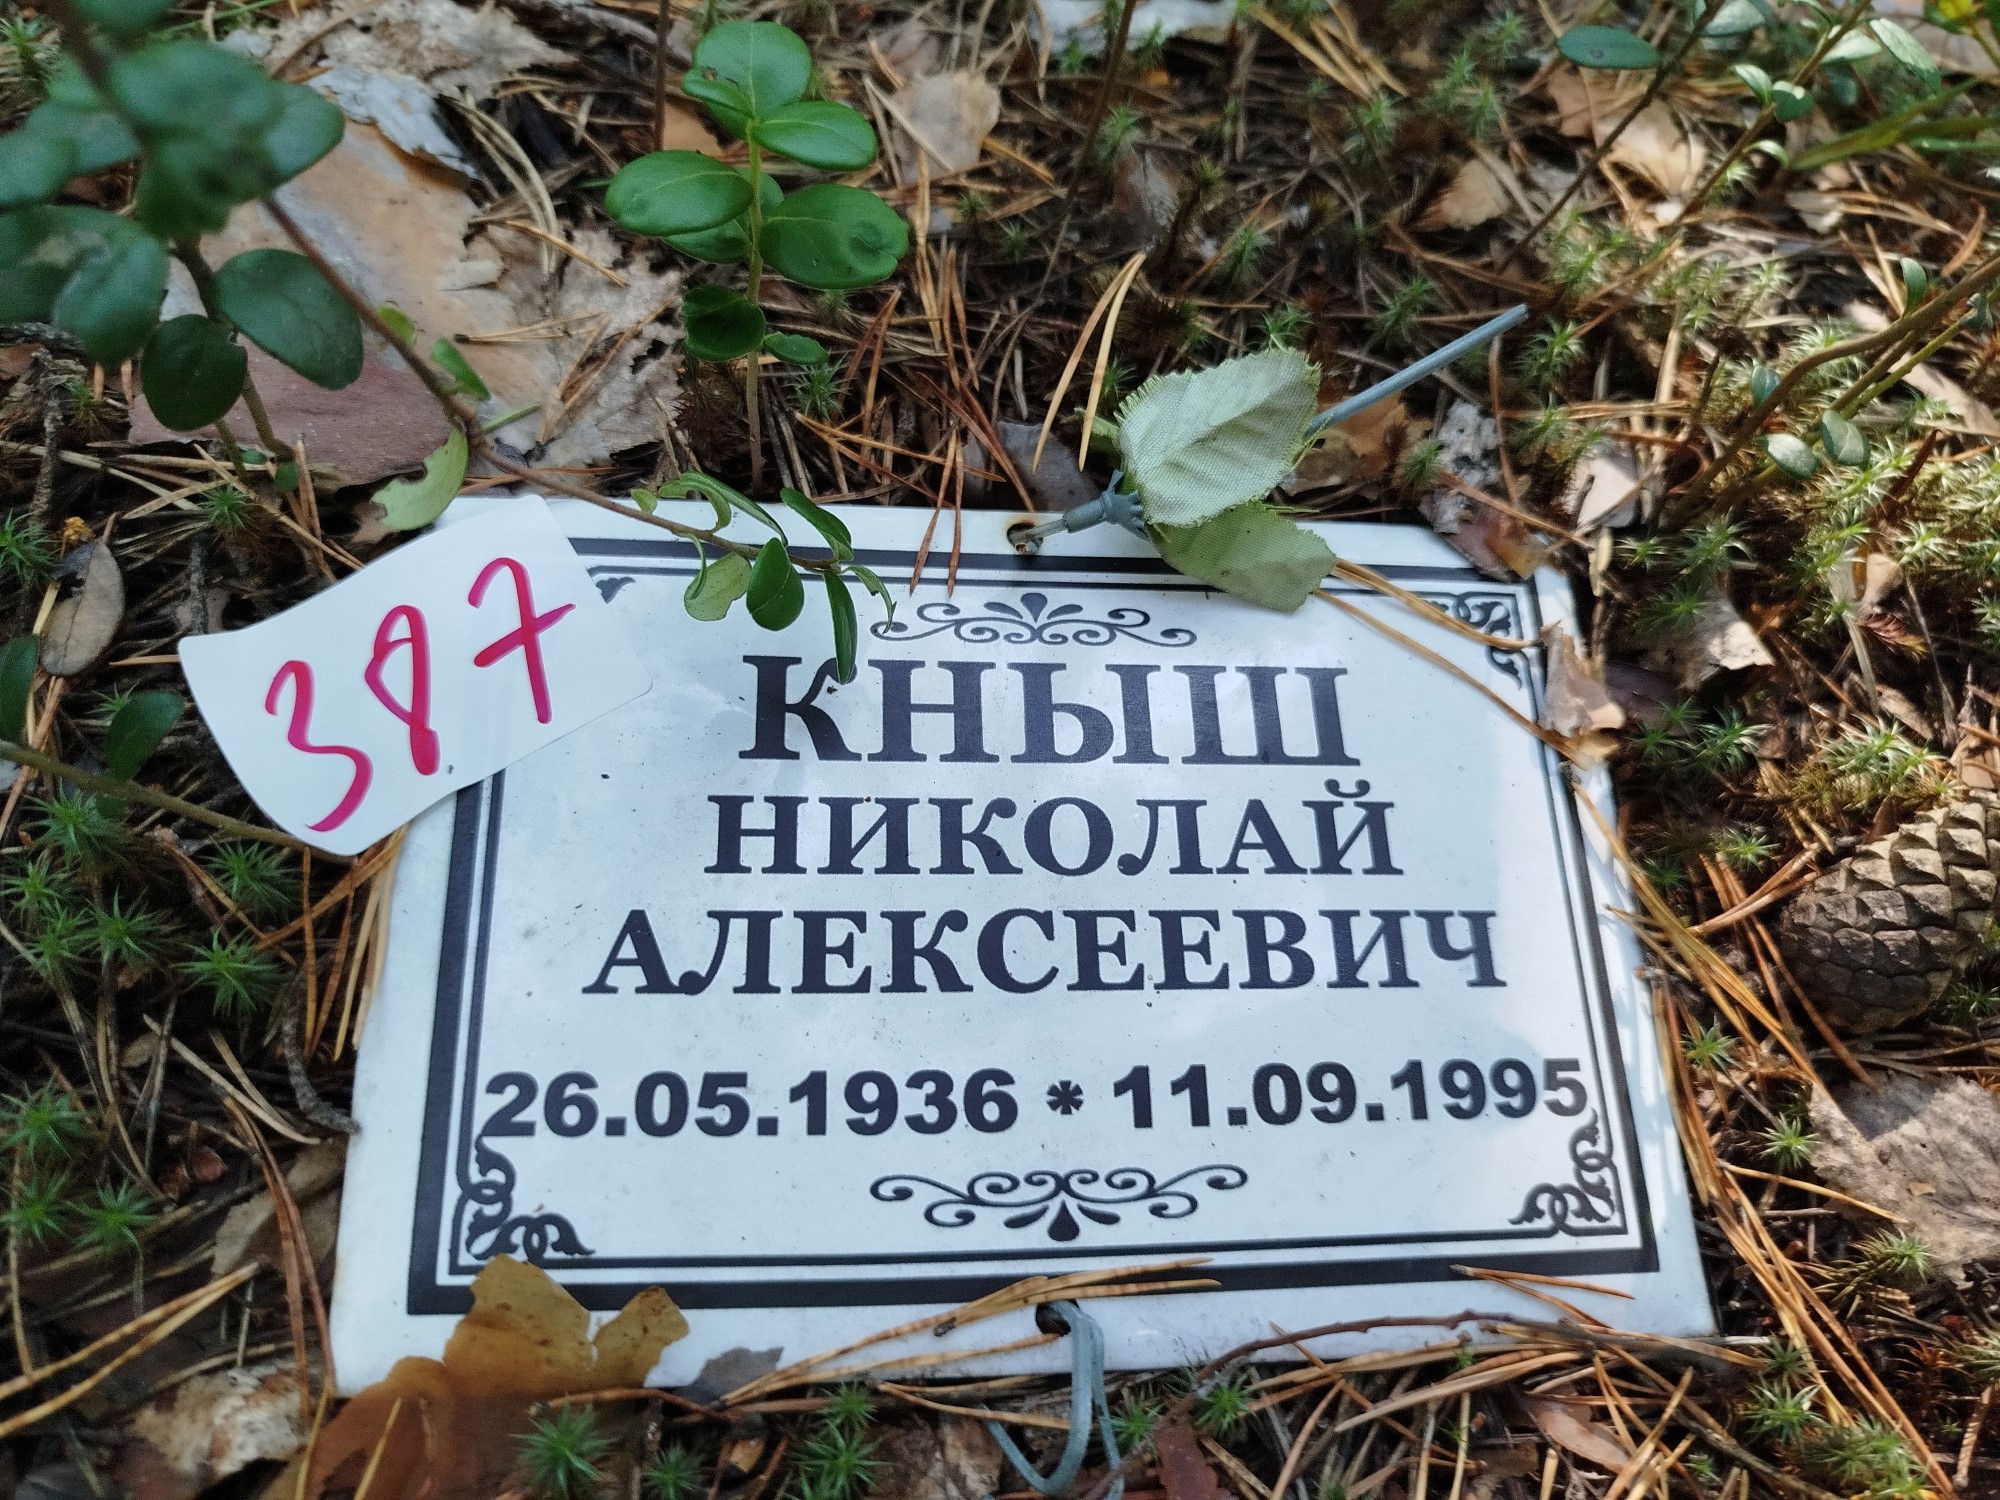 387
КНЫШ
НИКОЛАЙ
АЛЕКСЕЕВИЧ
26.05.1936 * 11.09.1995